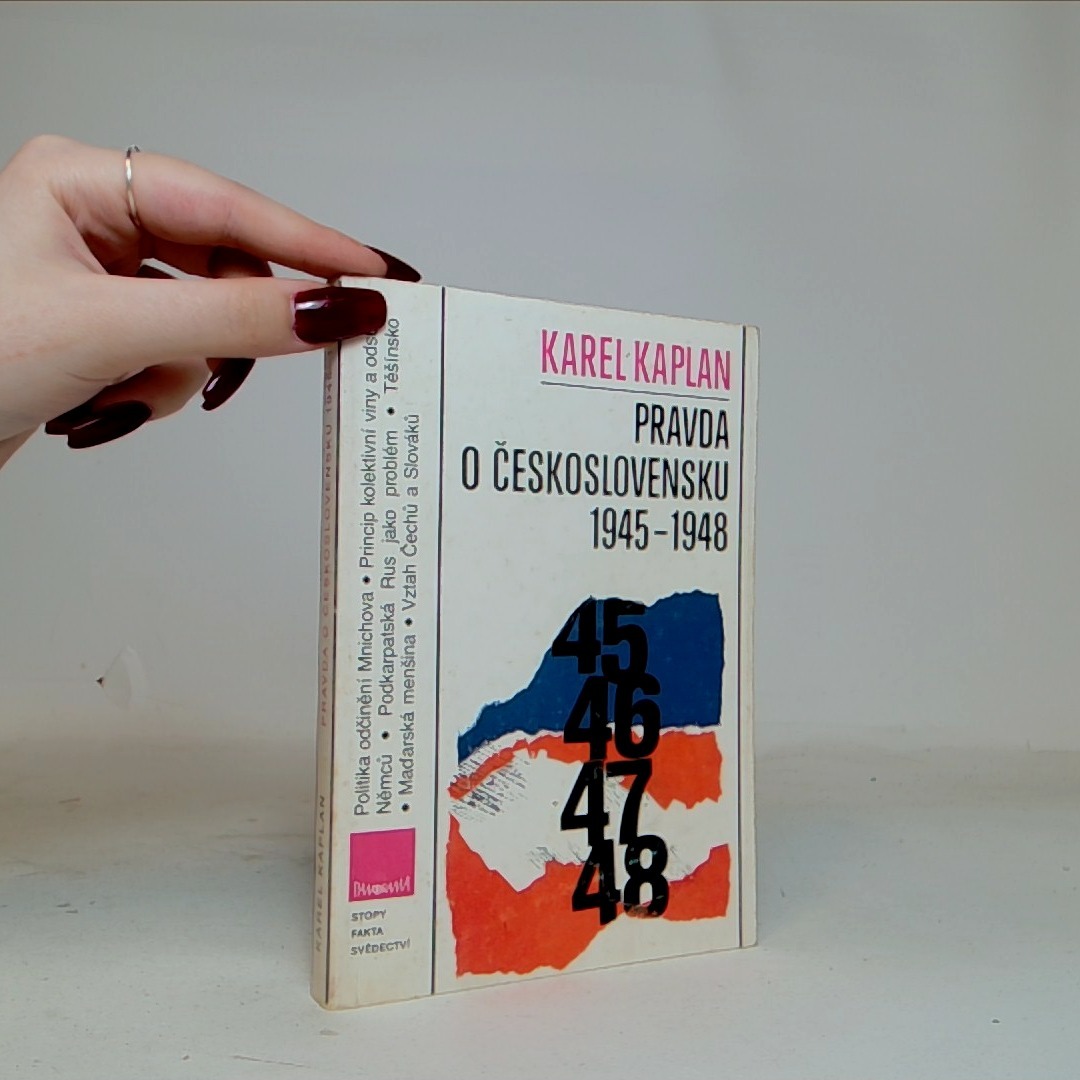 KAREL KAPLAN
PRAVDA
O ČESKOSLOVENSKU
1945–1948
45
46
47
48
Politika odčinění Mnichova • Princip kolektivní viny a
Němců • Podkarpatská Rus jako problém • Těšínsko
• Maďarská menšina • Vztah Čechů a Slováků
Panorama
STOPY
FAKTA
SVĚDECTVÍ
KAREL KAPLAN PRAVDA O ČESKOSLOVENSKU